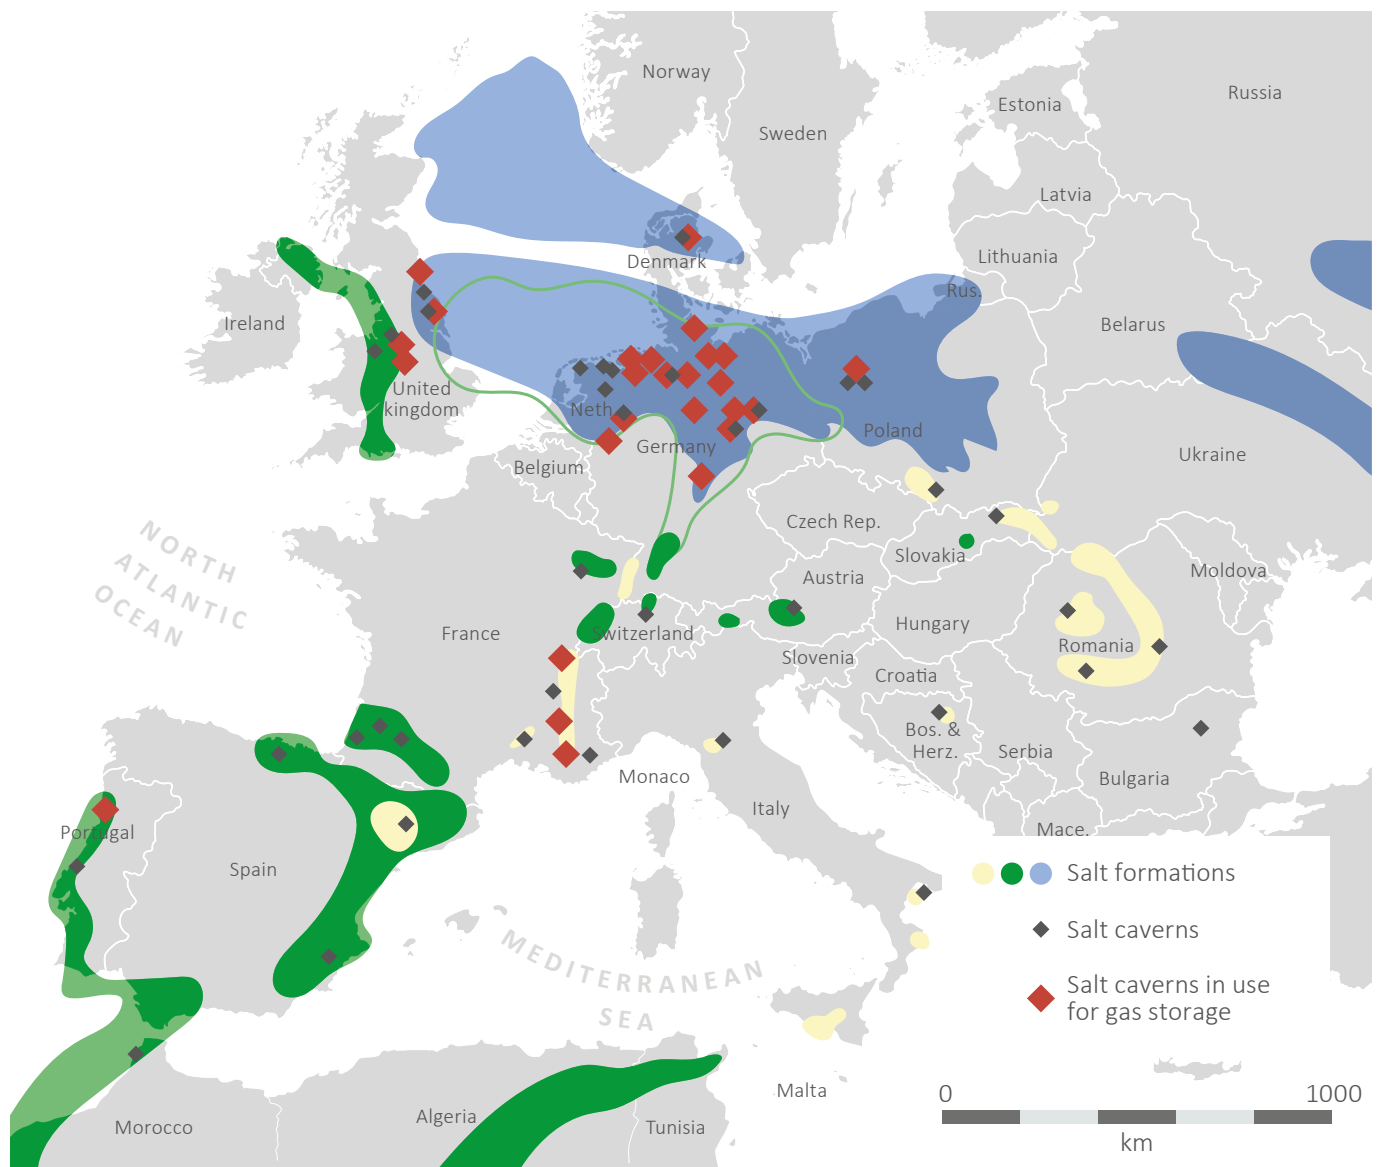 Norway
Sweden
Estonia
Russia
Latvia
Lithuania
Denmark
Rus.
Belarus
Ireland
United
kingdom
Neth.
Germany
Poland
Belgium
Ukraine
Czech Rep.
Slovakia
Moldova
Austria
NORTH
ATLANTIC
OCEAN
France
Switzerland
Hungary
Romania
Slovenia
Croatia
Bos. &
Herz.
Serbia
Bulgaria
Monaco
Italy
Mace.
Portugal
Spain
MEDITERRANEAN
SEA
Malta
Morocco
Algeria
Tunisia
Salt formations
Salt caverns
Salt caverns in use
for gas storage
0 1000
km